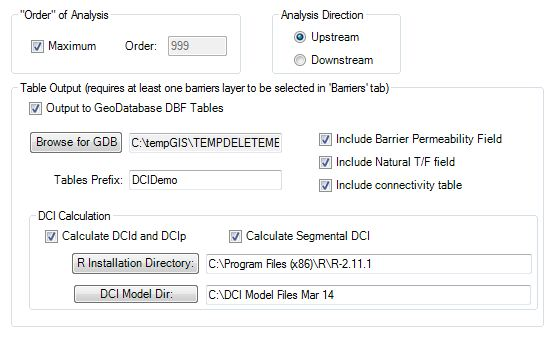 "Order" of Analysis
Maximum Order: 999
Analysis Direction
Upstream
Downstream
Table Output (requires at least one barriers layer to be selected in 'Barriers' tab)
Output to GeoDatabase DBF Tables
Browse for GDB C:\tempGIS\TEMPDELETEME
Include Barrier Permeability Field
Include Natural T/F field
Tables Prefix: DCIDemo
Include connectivity table
DCI Calculation
Calculate DCId and DCIp Calculate Segmental DCI
R Installation Directory: C:\Program Files (x86)\R\R-2.11.1
DCI Model Dir: C:\DCI Model Files Mar 14